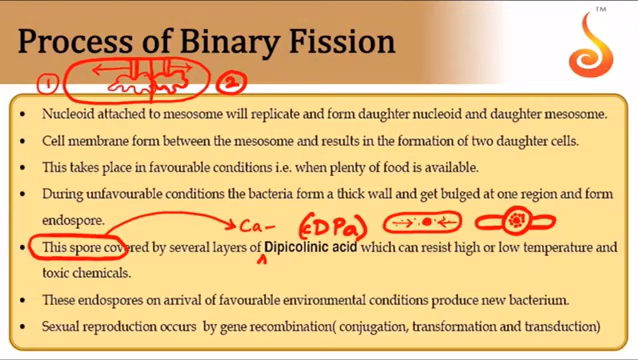 TM
Process of Binary Fission
1 2
• Nucleoid attached to mesosome will replicate and form daughter nucleoid and daughter mesosome.
• Cell membrane form between the mesosome and results in the formation of two daughter cells.
• This takes place in favourable conditions i.e. when plenty of food is available.
• During unfavourable conditions the bacteria form a thick wall and get bulged at one region and form
endospore.
Ca- (CDPa)
• This spore covered by several layers of Dipicolinic acid which can resist high or low temperature and
toxic chemicals.
• These endospores on arrival of favourable environmental conditions produce new bacterium.
• Sexual reproduction occurs by gene recombination( conjugation, transformation and transduction)